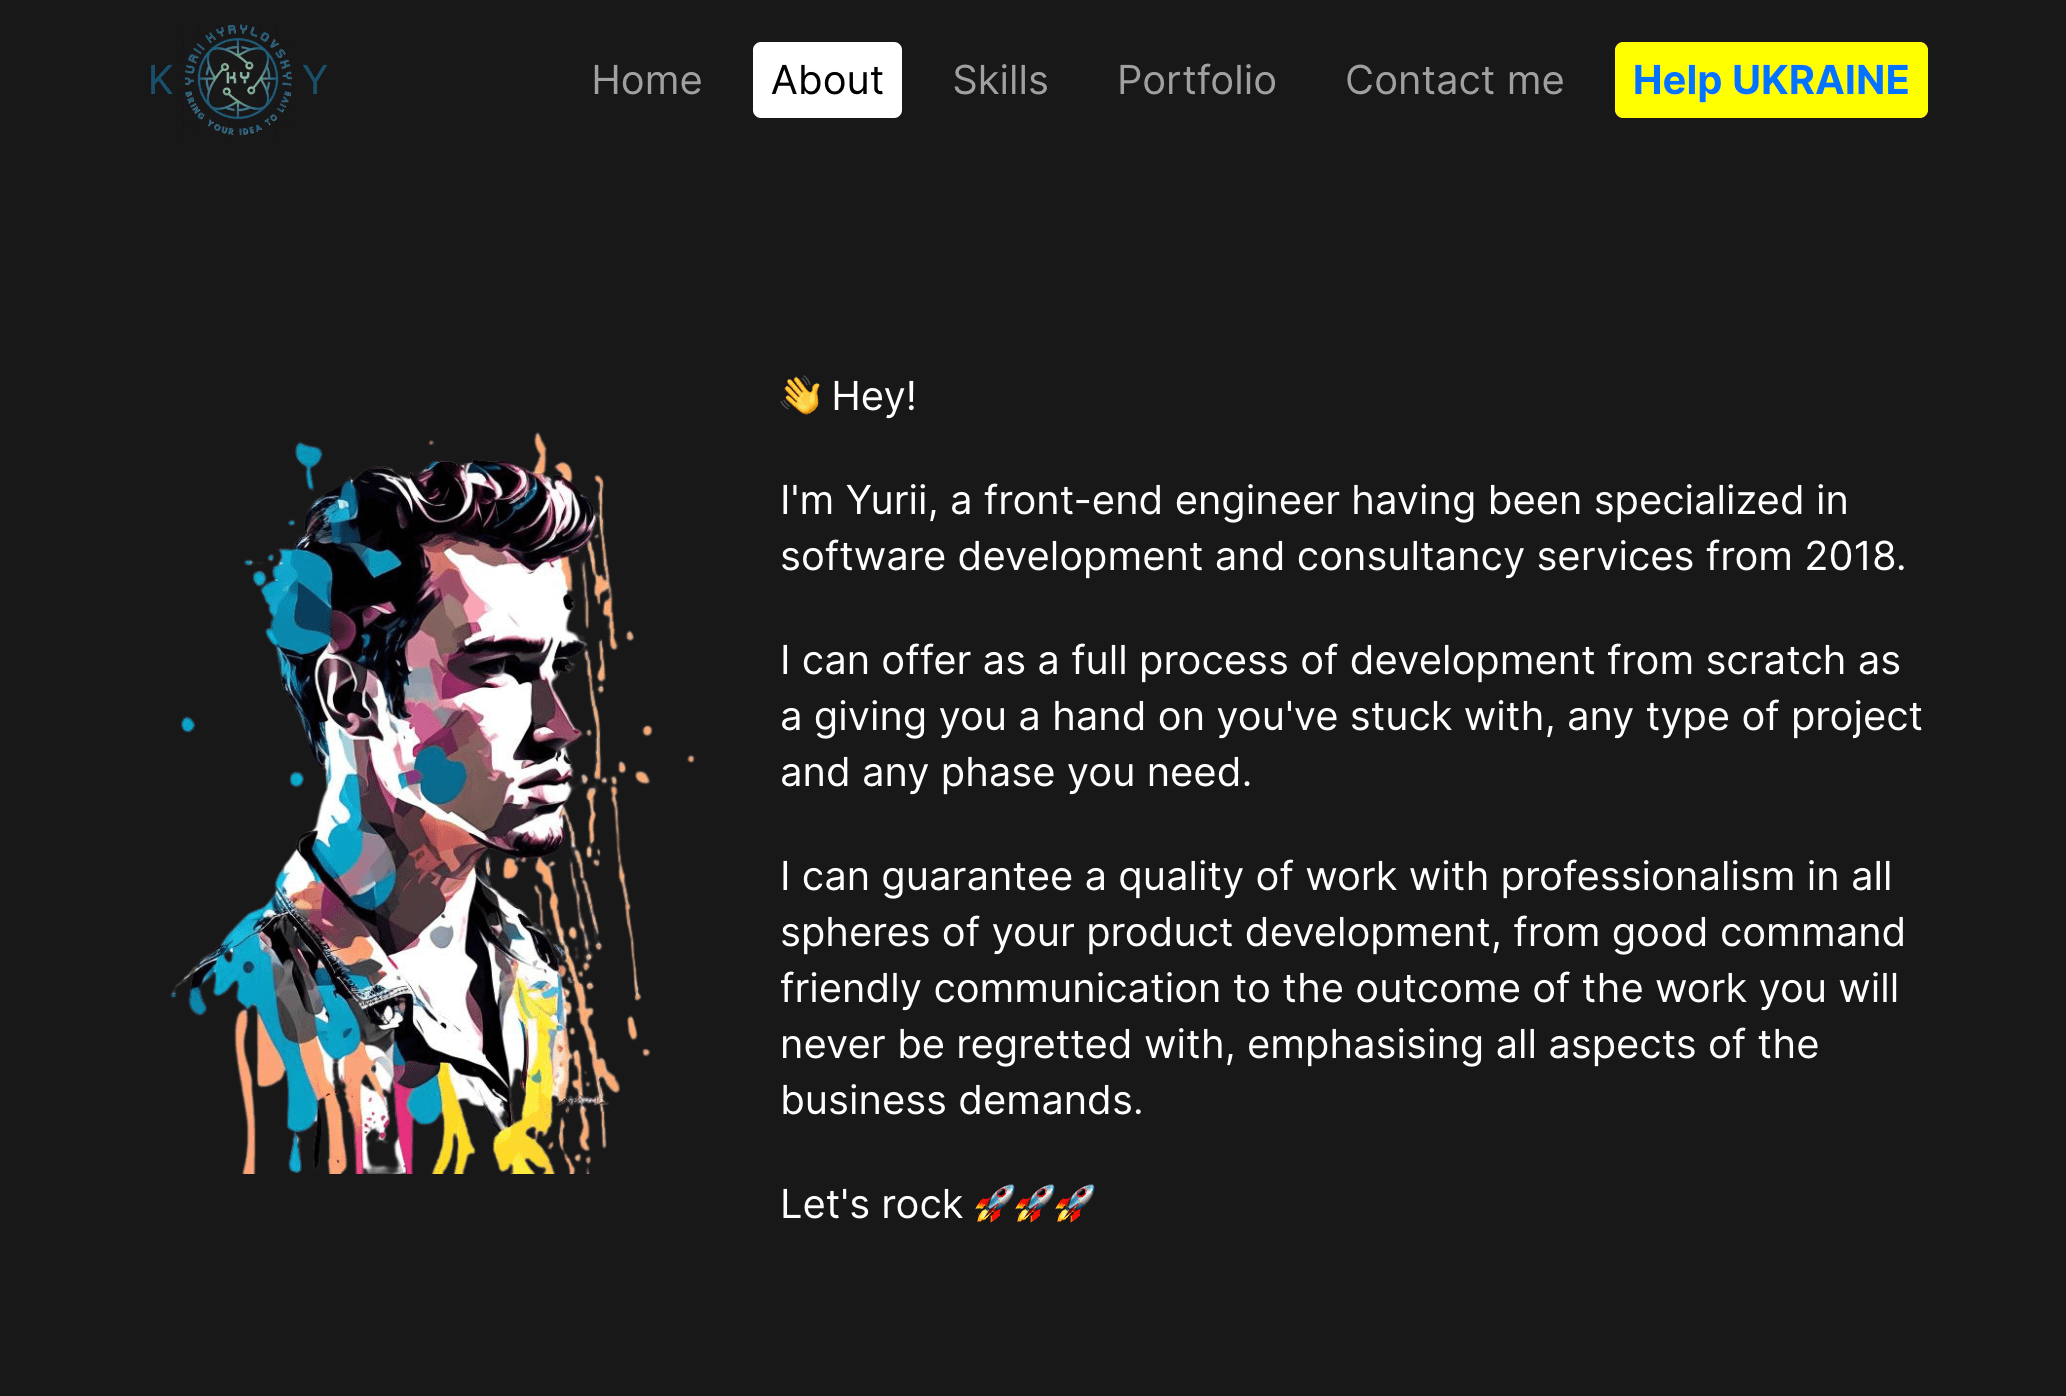 K
YURII KYRYLOVSKYI
KY
BRING YOUR IDEA TO LIVE
Y
Home
About
Skills
Portfolio
Contact me
Help UKRAINE
👋 Hey!
I'm Yurii, a front-end engineer having been specialized in
software development and consultancy services from 2018.
I can offer as a full process of development from scratch as
a giving you a hand on you've stuck with, any type of project
and any phase you need.
I can guarantee a quality of work with professionalism in all
spheres of your product development, from good command
friendly communication to the outcome of the work you will
never be regretted with, emphasising all aspects of the
business demands.
Let's rock 🚀🚀🚀